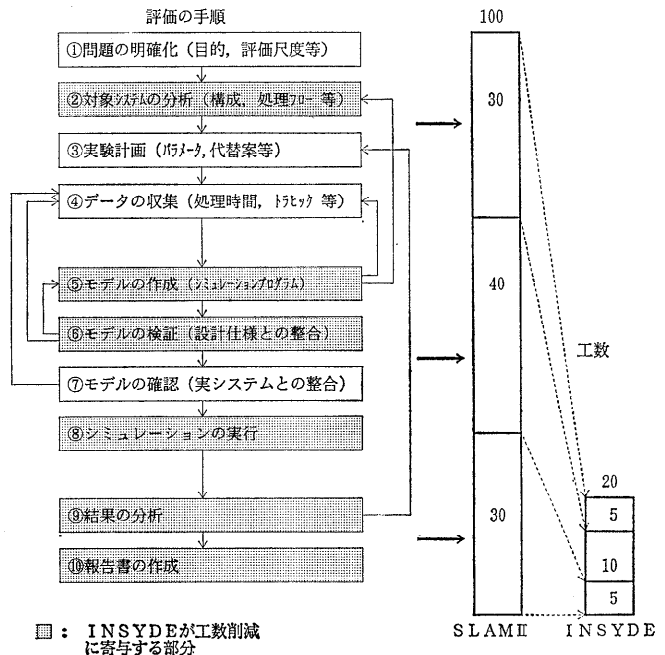 評価の手順
①問題の明確化(目的,評価尺度等)
②対象システムの分析(構成,処理フロー 等)
③実験計画(パラメータ,代替案等)
④データの収集(処理時間,トラヒック 等)
⑤モデルの作成(シミュレーションプログラム)
⑥モデルの検証(設計仕様との整合)
⑦モデルの確認(実システムとの整合)
⑧シミュレーションの実行
⑨結果の分析
⑩報告書の作成
: INSYDEが工数削減
に寄与する部分
100
30
40
30
SLAMⅡ
工数
20
5
10
5
INSYDE